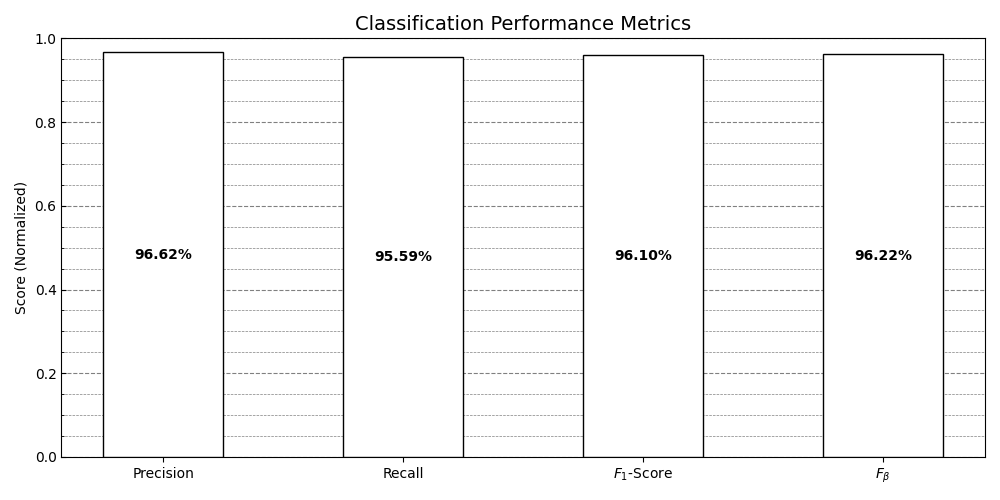 Classification Performance Metrics
Score (Normalized)
1.0
0.8
0.6
0.4
0.2
0.0
96.62%
95.59%
96.10%
96.22%
Precision
Recall
F₁-Score
Fᵦ